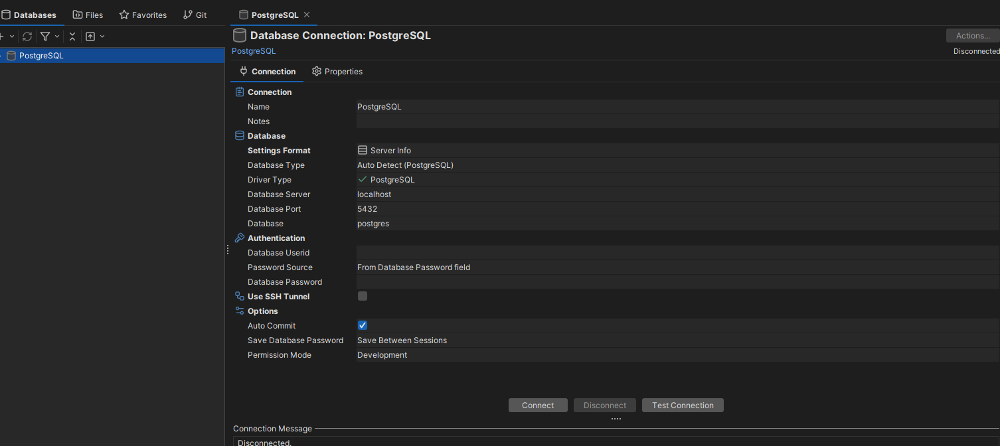 Databases Files Favorites Git
PostgreSQL
PostgreSQL
Database Connection: PostgreSQL
Actions...
PostgreSQL
Disconnected
Connection Properties
Connection
Name PostgreSQL
Notes
Database
Settings Format Server Info
Database Type Auto Detect (PostgreSQL)
Driver Type PostgreSQL
Database Server localhost
Database Port 5432
Database postgres
Authentication
Database Userid
Password Source From Database Password field
Database Password
Use SSH Tunnel
Options
Auto Commit
Save Database Password Save Between Sessions
Permission Mode Development
Connect Disconnect Test Connection
Connection Message
Disconnected.